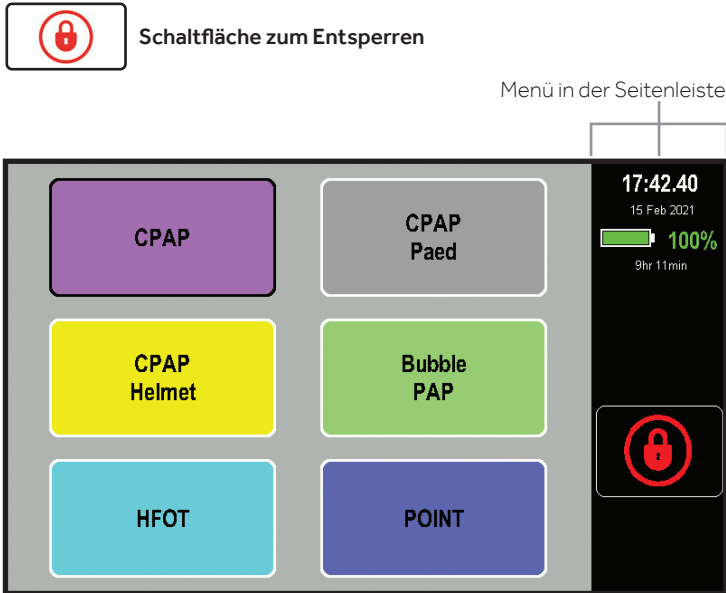 Schaltfläche zum Entsperren
Menü in der Seitenleiste
17:42.40
15 Feb 2021
100%
9hr 11min
CPAP
CPAP
Paed
CPAP
Helmet
Bubble
PAP
HFOT
POINT